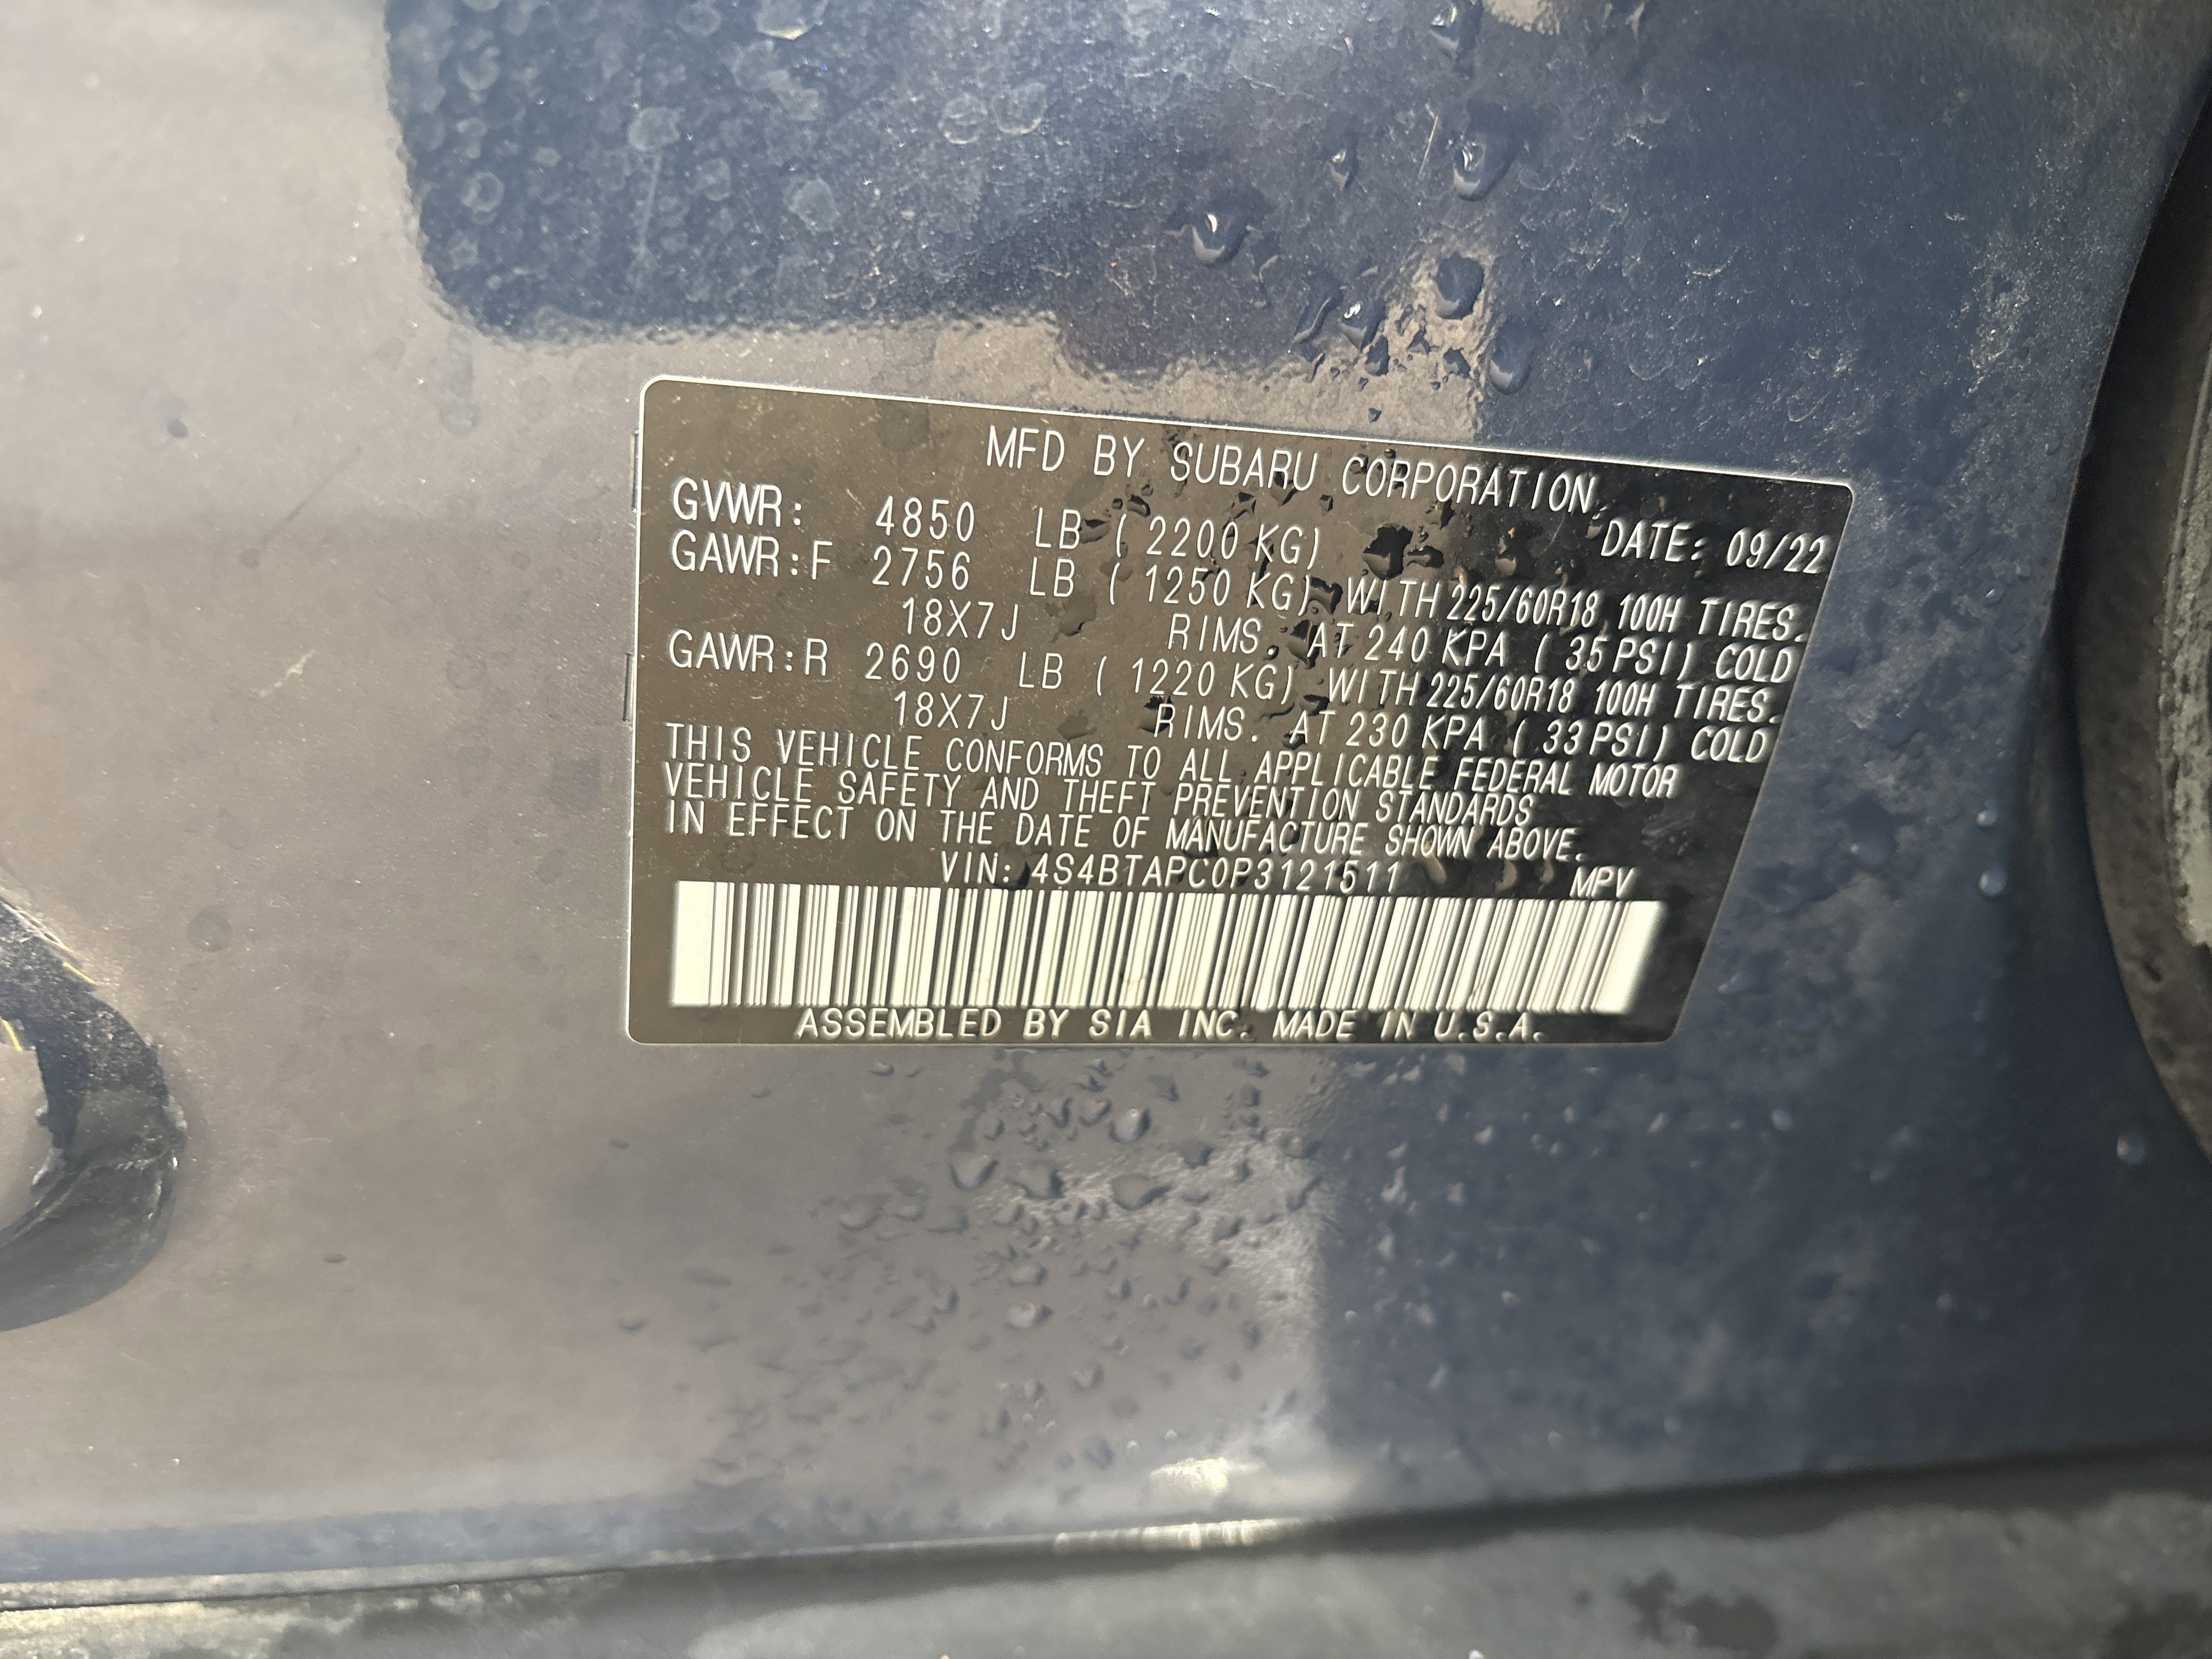 MFD BY SUBARU CORPORATION
DATE: 09/22
GVWR: 4850 LB ( 2200 KG)
GAWR:F 2756 LB ( 1250 KG) WITH 225/60R18 100H TIRES.
18X7J RIMS. AT 240 KPA ( 35 PSI) COLD
GAWR:R 2690 LB ( 1220 KG) WITH 225/60R18 100H TIRES.
18X7J RIMS. AT 230 KPA ( 33 PSI) COLD
THIS VEHICLE CONFORMS TO ALL APPLICABLE FEDERAL MOTOR
VEHICLE SAFETY AND THEFT PREVENTION STANDARDS
IN EFFECT ON THE DATE OF MANUFACTURE SHOWN ABOVE.
VIN: 4S4BTAPC0P3121511 MPV
ASSEMBLED BY SIA INC. MADE IN U.S.A.